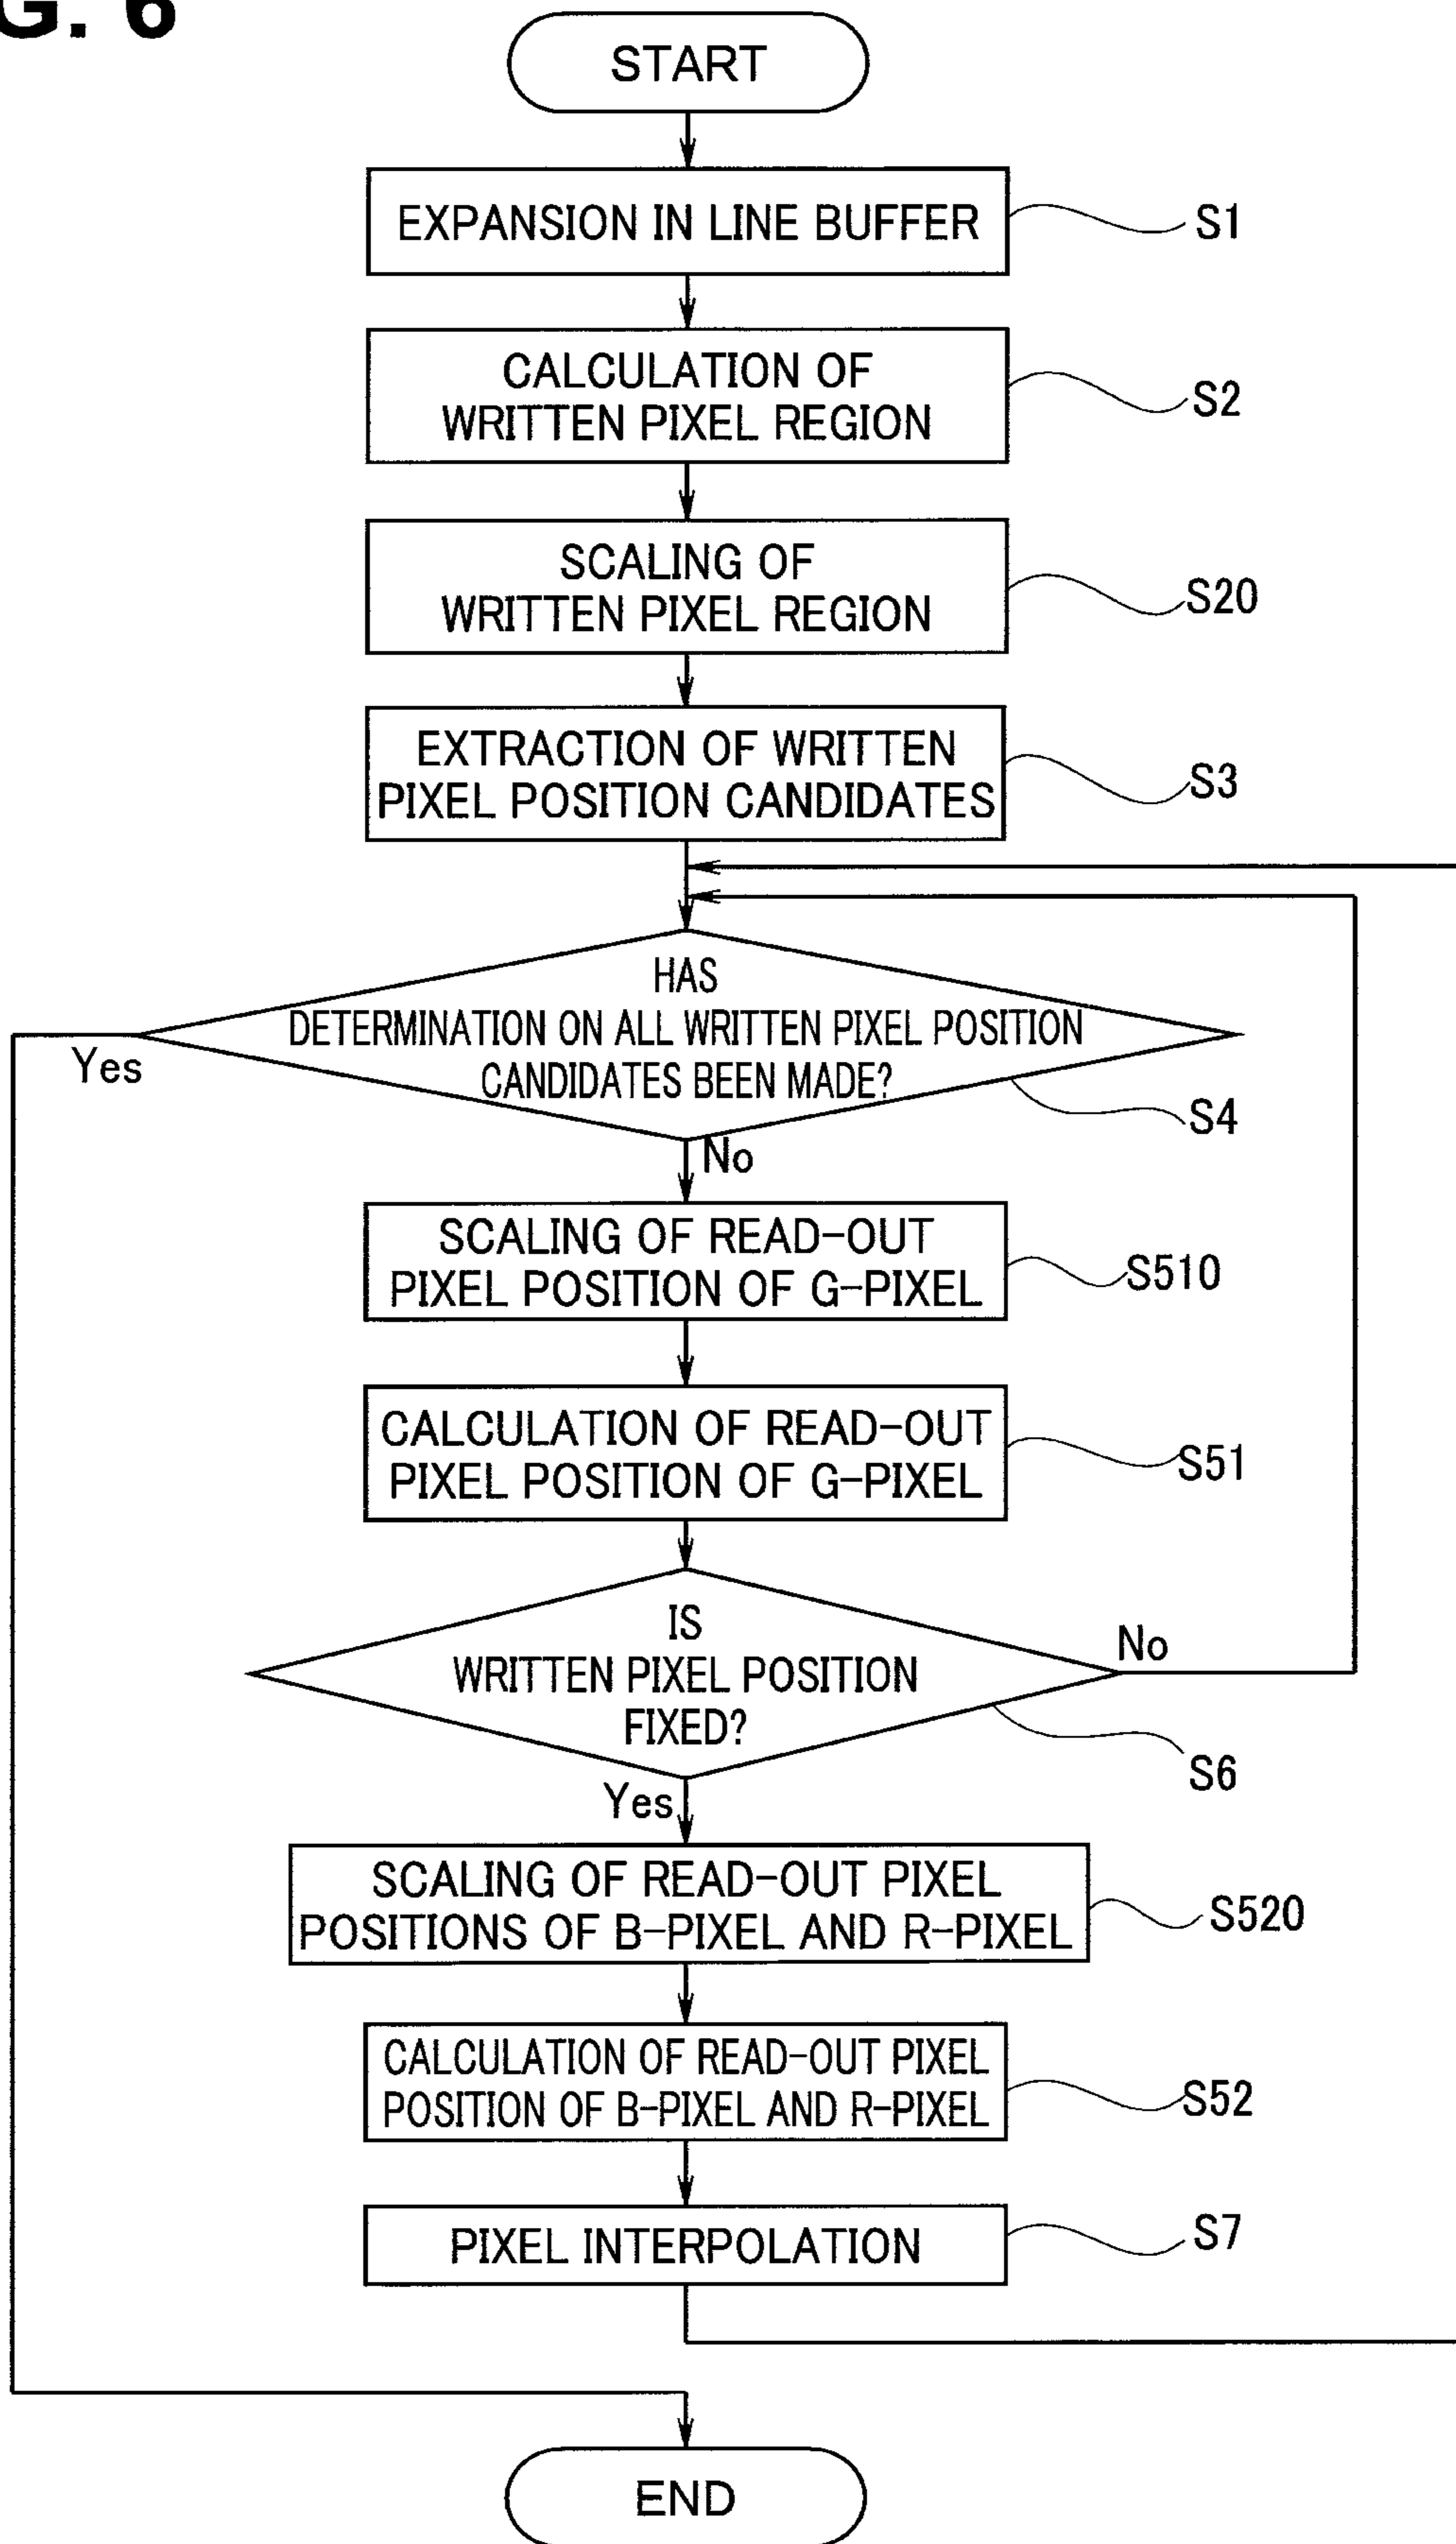 G. 6
START
EXPANSION IN LINE BUFFER
S1
CALCULATION OF
WRITTEN PIXEL REGION
S2
SCALING OF
WRITTEN PIXEL REGION
S20
EXTRACTION OF WRITTEN
PIXEL POSITION CANDIDATES
S3
HAS
DETERMINATION ON ALL WRITTEN PIXEL POSITION
CANDIDATES BEEN MADE?
Yes
S4
No
SCALING OF READ-OUT
PIXEL POSITION OF G-PIXEL
S510
CALCULATION OF READ-OUT
PIXEL POSITION OF G-PIXEL
S51
IS
WRITTEN PIXEL POSITION
FIXED?
No
S6
Yes
SCALING OF READ-OUT PIXEL
POSITIONS OF B-PIXEL AND R-PIXEL
S520
CALCULATION OF READ-OUT PIXEL
POSITION OF B-PIXEL AND R-PIXEL
S52
PIXEL INTERPOLATION
S7
END